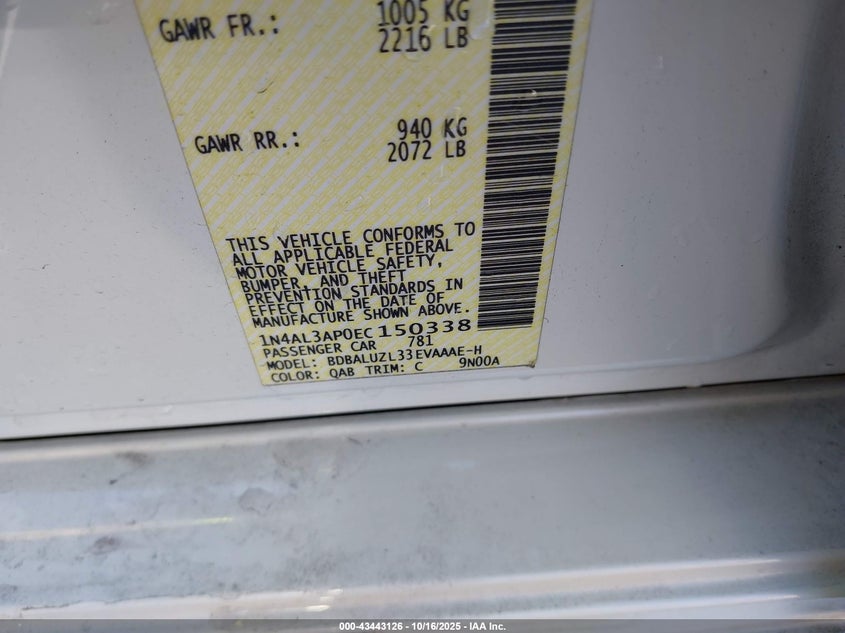 GAWR FR.: 1005 KG
2216 LB
GAWR RR.: 940 KG
2072 LB
THIS VEHICLE CONFORMS TO
ALL APPLICABLE FEDERAL
MOTOR VEHICLE SAFETY,
BUMPER, AND THEFT
PREVENTION STANDARDS IN
EFFECT ON THE DATE OF
MANUFACTURE SHOWN ABOVE.
1N4AL3AP0EC150338
PASSENGER CAR 781
MODEL: BDBALUZL33EVAAAE-H
COLOR: QAB TRIM: C 9N00A
000-43443126 - 10/16/2025 - IAA Inc.